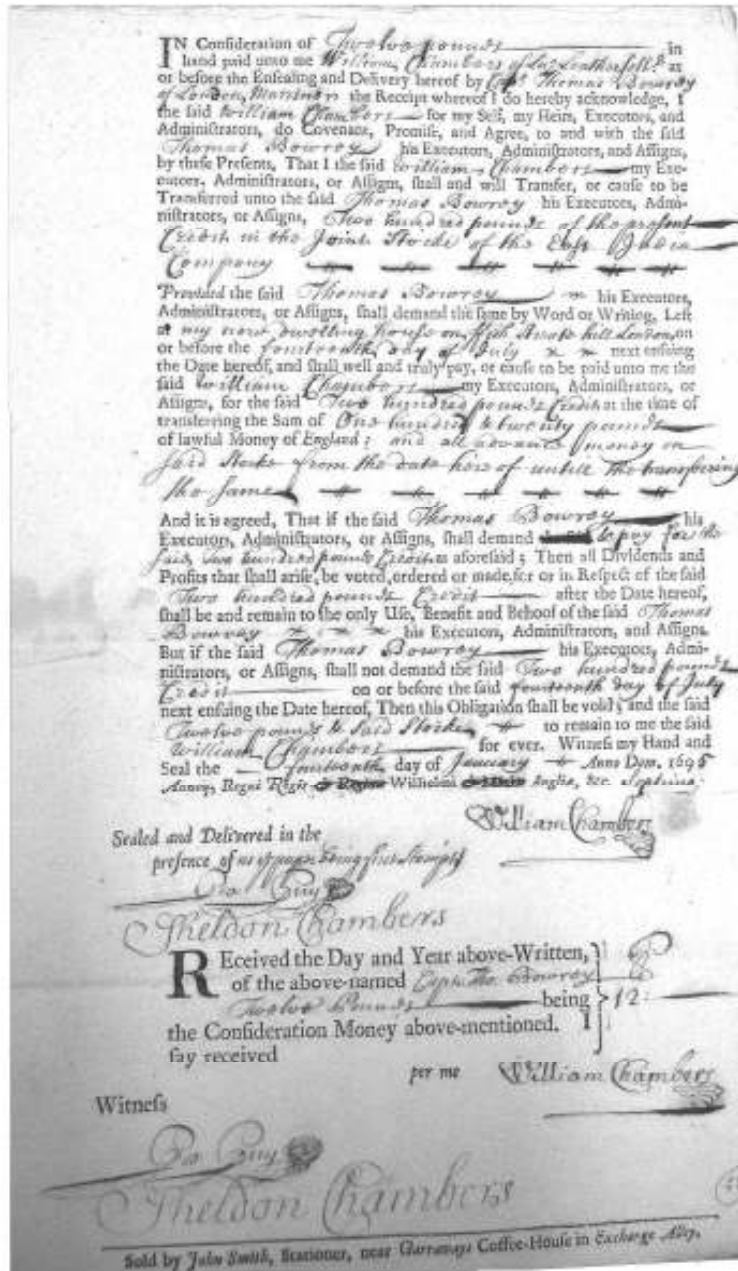 IN Consideration of Twelve pounds in
hand paid unto me William Chambers of Leatherseller as
or before the Ensealing and Delivery hereof by Capt. Thomas Bowrey
of London, Marriner the Receipt whereof I do hereby acknowledge, I
the said William Chambers for my Self, my Heirs, Executors, and
Administrators, do Covenant, Promise, and Agree, to and with the said
Thomas Bowrey his Executors, Administrators, and Assigns,
by these Presents, That I the said William Chambers my Exe-
cutors, Administrators, or Assigns, shall and will Transfer, or cause to be
Transferred unto the said Thomas Bowrey his Executors, Admi-
nistrators, or Assigns, Two hundred pounds of the present
Credit in the Joint Stocke of the East India
Company
Provided the said Thomas Bowrey his Executors,
Administrators, or Assigns, shall demand the same by Word or Writing, Left
at my now dwelling house on Fish Streete hill London, on
or before the fourteenth day of July next ensuing
the Date hereof, and shall well and truly pay, or cause to be paid unto me the
said William Chambers my Executors, Administrators, or
Assigns, for the said Two hundred pounds Credit at the time of
transferring the Sum of One hundred & twenty pounds
of lawful Money of England; and all advance money on
said Stocke from the date hereof untill the transfering
the same
And it is agreed, That if the said Thomas Bowrey his
Executors, Administrators, or Assigns, shall demand & pay for the
said Two hundred pounds Credit as aforesaid; Then all Dividends and
Profits that shall arise, be voted, ordered or made, for or in Respect of the said
Two hundred pounds Credit after the Date hereof,
shall be and remain to the only Use, Benefit and Behoof of the said Thomas
Bowrey his Executors, Administrators, and Assigns.
But if the said Thomas Bowrey his Executors, Admi-
nistrators, or Assigns, shall not demand the said Two hundred pounds
Credit on or before the said fourteenth day of July
next ensuing the Date hereof, Then this Obligation shall be void; and the said
Twelve pounds & said Stocke to remain to me the said
William Chambers for ever. Witness my Hand and
Seal the fourteenth day of January Anno Dom. 1695
Annoq; Regni Regis Wilhelmi Anglie, &c. Septimo
William Chambers
Sealed and Delivered in the
presence of us
Guy
Sheldon Chambers
REceived the Day and Year above-Written,
of the above-named Capt. Tho. Bowrey
Twelve Pounds being 12
the Consideration Money above-mentioned. I
say received
per me William Chambers
Witness
Guy
Sheldon Chambers
Sold by John Smith, Stationer, near Garraways Coffee-House in Exchange Alley.